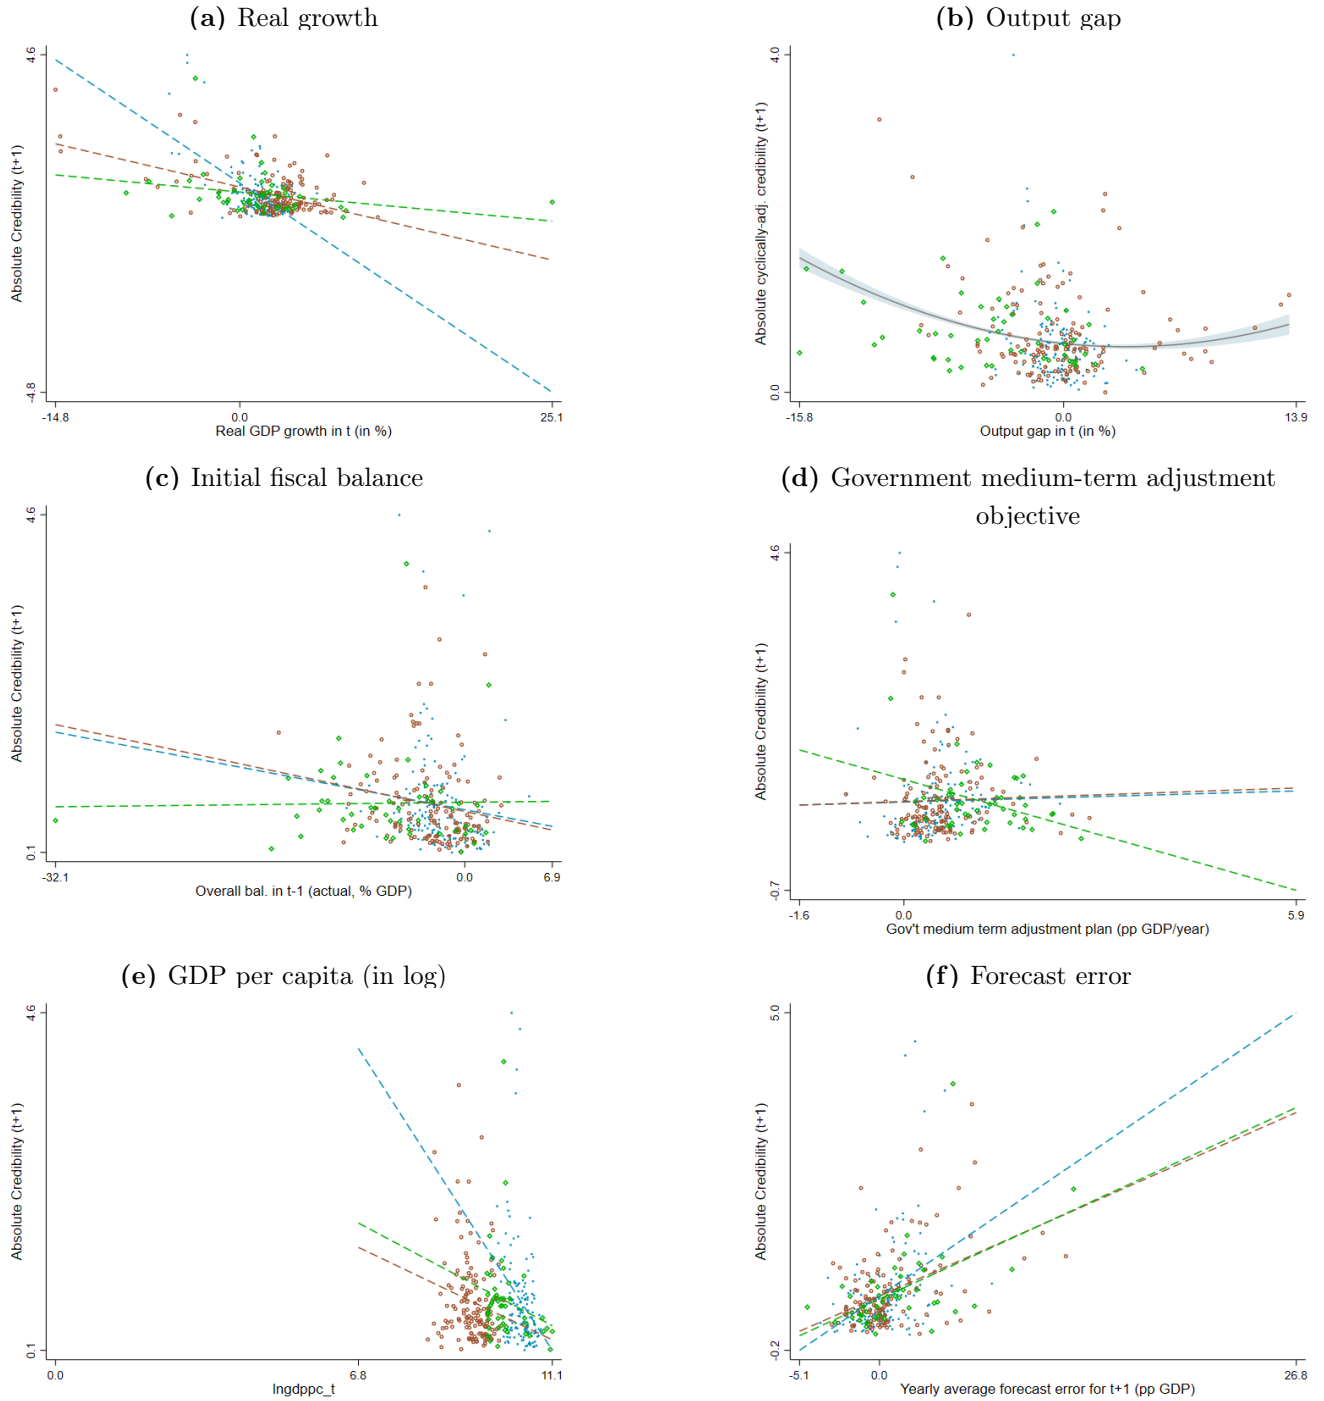 (a) Real growth
4.6
Absolute Credibility (t+1)
-4.8
-14.8 0.0 25.1
Real GDP growth in t (in %)
(b) Output gap
4.0
Absolute cyclically-adj. credibility (t+1)
0.0
-15.8 0.0 13.9
Output gap in t (in %)
(c) Initial fiscal balance
4.6
Absolute Credibility (t+1)
0.1
-32.1 0.0 6.9
Overall bal. in t-1 (actual, % GDP)
(d) Government medium-term adjustment
objective
4.6
Absolute Credibility (t+1)
-0.7
-1.6 0.0 5.9
Gov't medium term adjustment plan (pp GDP/year)
(e) GDP per capita (in log)
4.6
Absolute Credibility (t+1)
0.1
0.0 6.8 11.1
lngdppc_t
(f) Forecast error
5.0
Absolute Credibility (t+1)
-0.2
-5.1 0.0 26.8
Yearly average forecast error for t+1 (pp GDP)